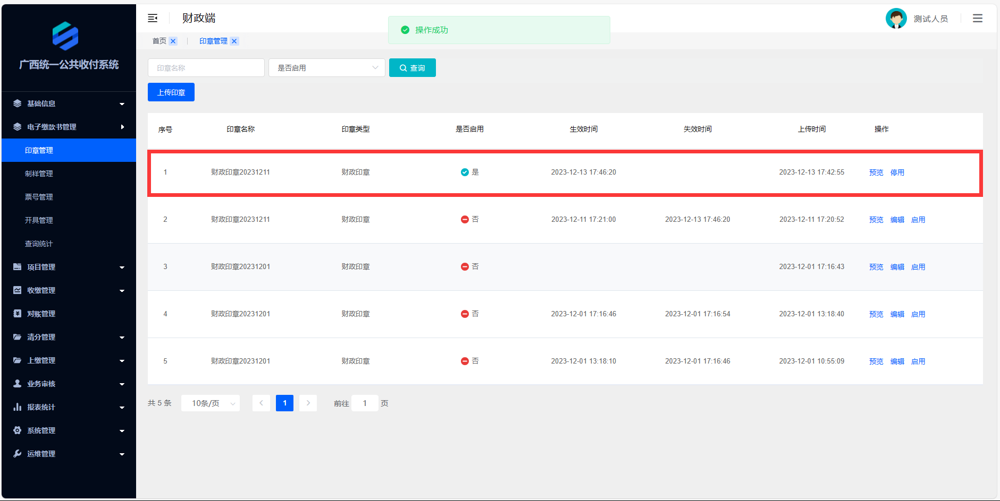 广西统一公共收付系统
基础信息
电子缴款书管理
印章管理
制样管理
票号管理
开具管理
查询统计
项目管理
收缴管理
对账管理
清分管理
上缴管理
业务审核
报表统计
系统管理
运维管理
财政端
操作成功
测试人员
首页 印章管理
印章名称 是否启用 查询
上传印章
序号 印章名称 印章类型 是否启用 生效时间 失效时间 上传时间 操作
1 财政印章20231211 财政印章 是 2023-12-13 17:46:20 2023-12-13 17:42:55 预览 停用
2 财政印章20231211 财政印章 否 2023-12-11 17:21:00 2023-12-13 17:46:20 2023-12-11 17:20:52 预览 编辑 启用
3 财政印章20231201 财政印章 否 2023-12-01 17:16:43 预览 编辑 启用
4 财政印章20231201 财政印章 否 2023-12-01 17:16:46 2023-12-01 17:16:54 2023-12-01 13:18:40 预览 编辑 启用
5 财政印章20231201 财政印章 否 2023-12-01 13:18:10 2023-12-01 17:16:46 2023-12-01 10:55:09 预览 编辑 启用
共 5 条 10条/页 1 前往 1 页